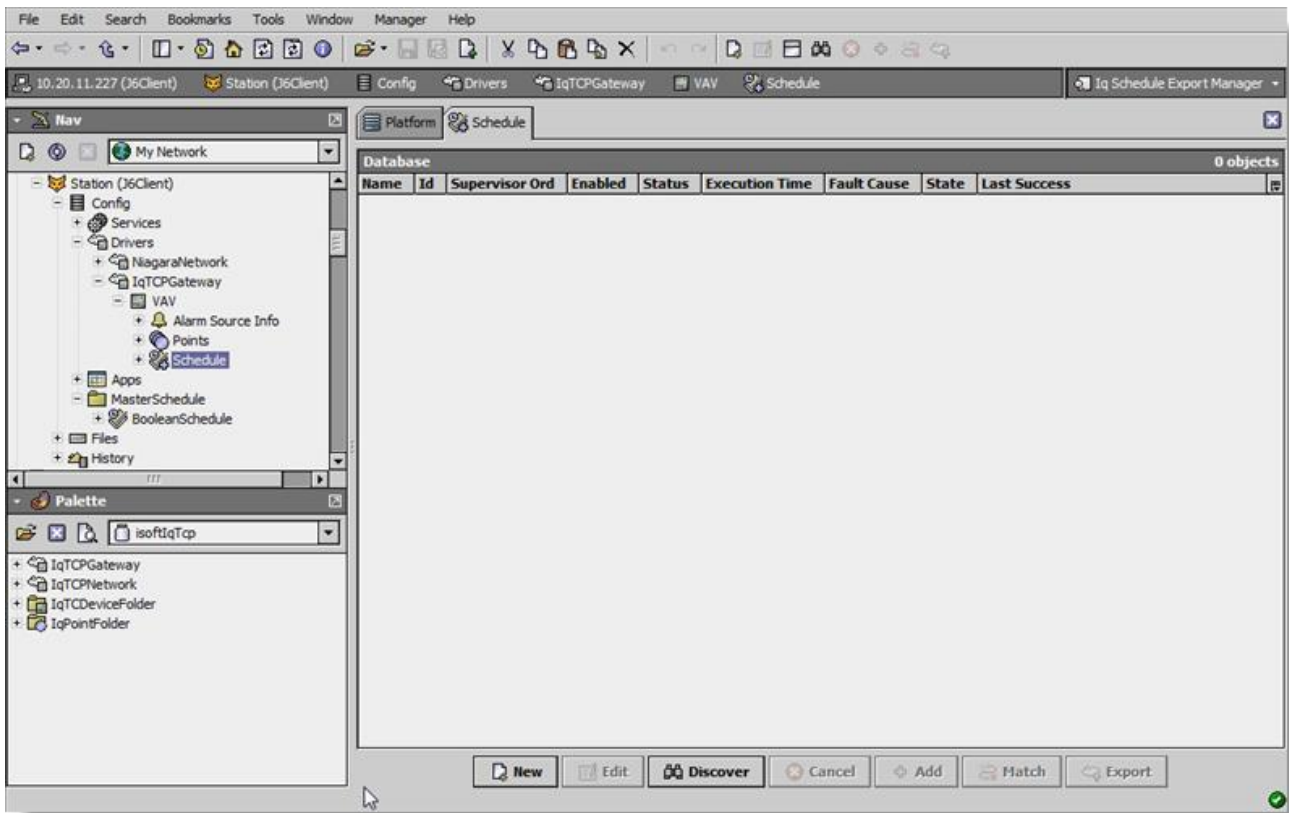 File Edit Search Bookmarks Tools Window Manager Help
10.20.11.227 (J6Client) Station (J6Client) Config Drivers IqTCPGateway VAV Schedule Iq Schedule Export Manager
Nav
My Network
Station (J6Client)
Config
Services
Drivers
NiagaraNetwork
IqTCPGateway
VAV
Alarm Source Info
Points
Schedule
Apps
MasterSchedule
BooleanSchedule
Files
History
Palette
isoftIqTcp
IqTCPGateway
IqTCPNetwork
IqTCDeviceFolder
IqPointFolder
Platform Schedule
Database 0 objects
Name Id Supervisor Ord Enabled Status Execution Time Fault Cause State Last Success
New Edit Discover Cancel Add Match Export